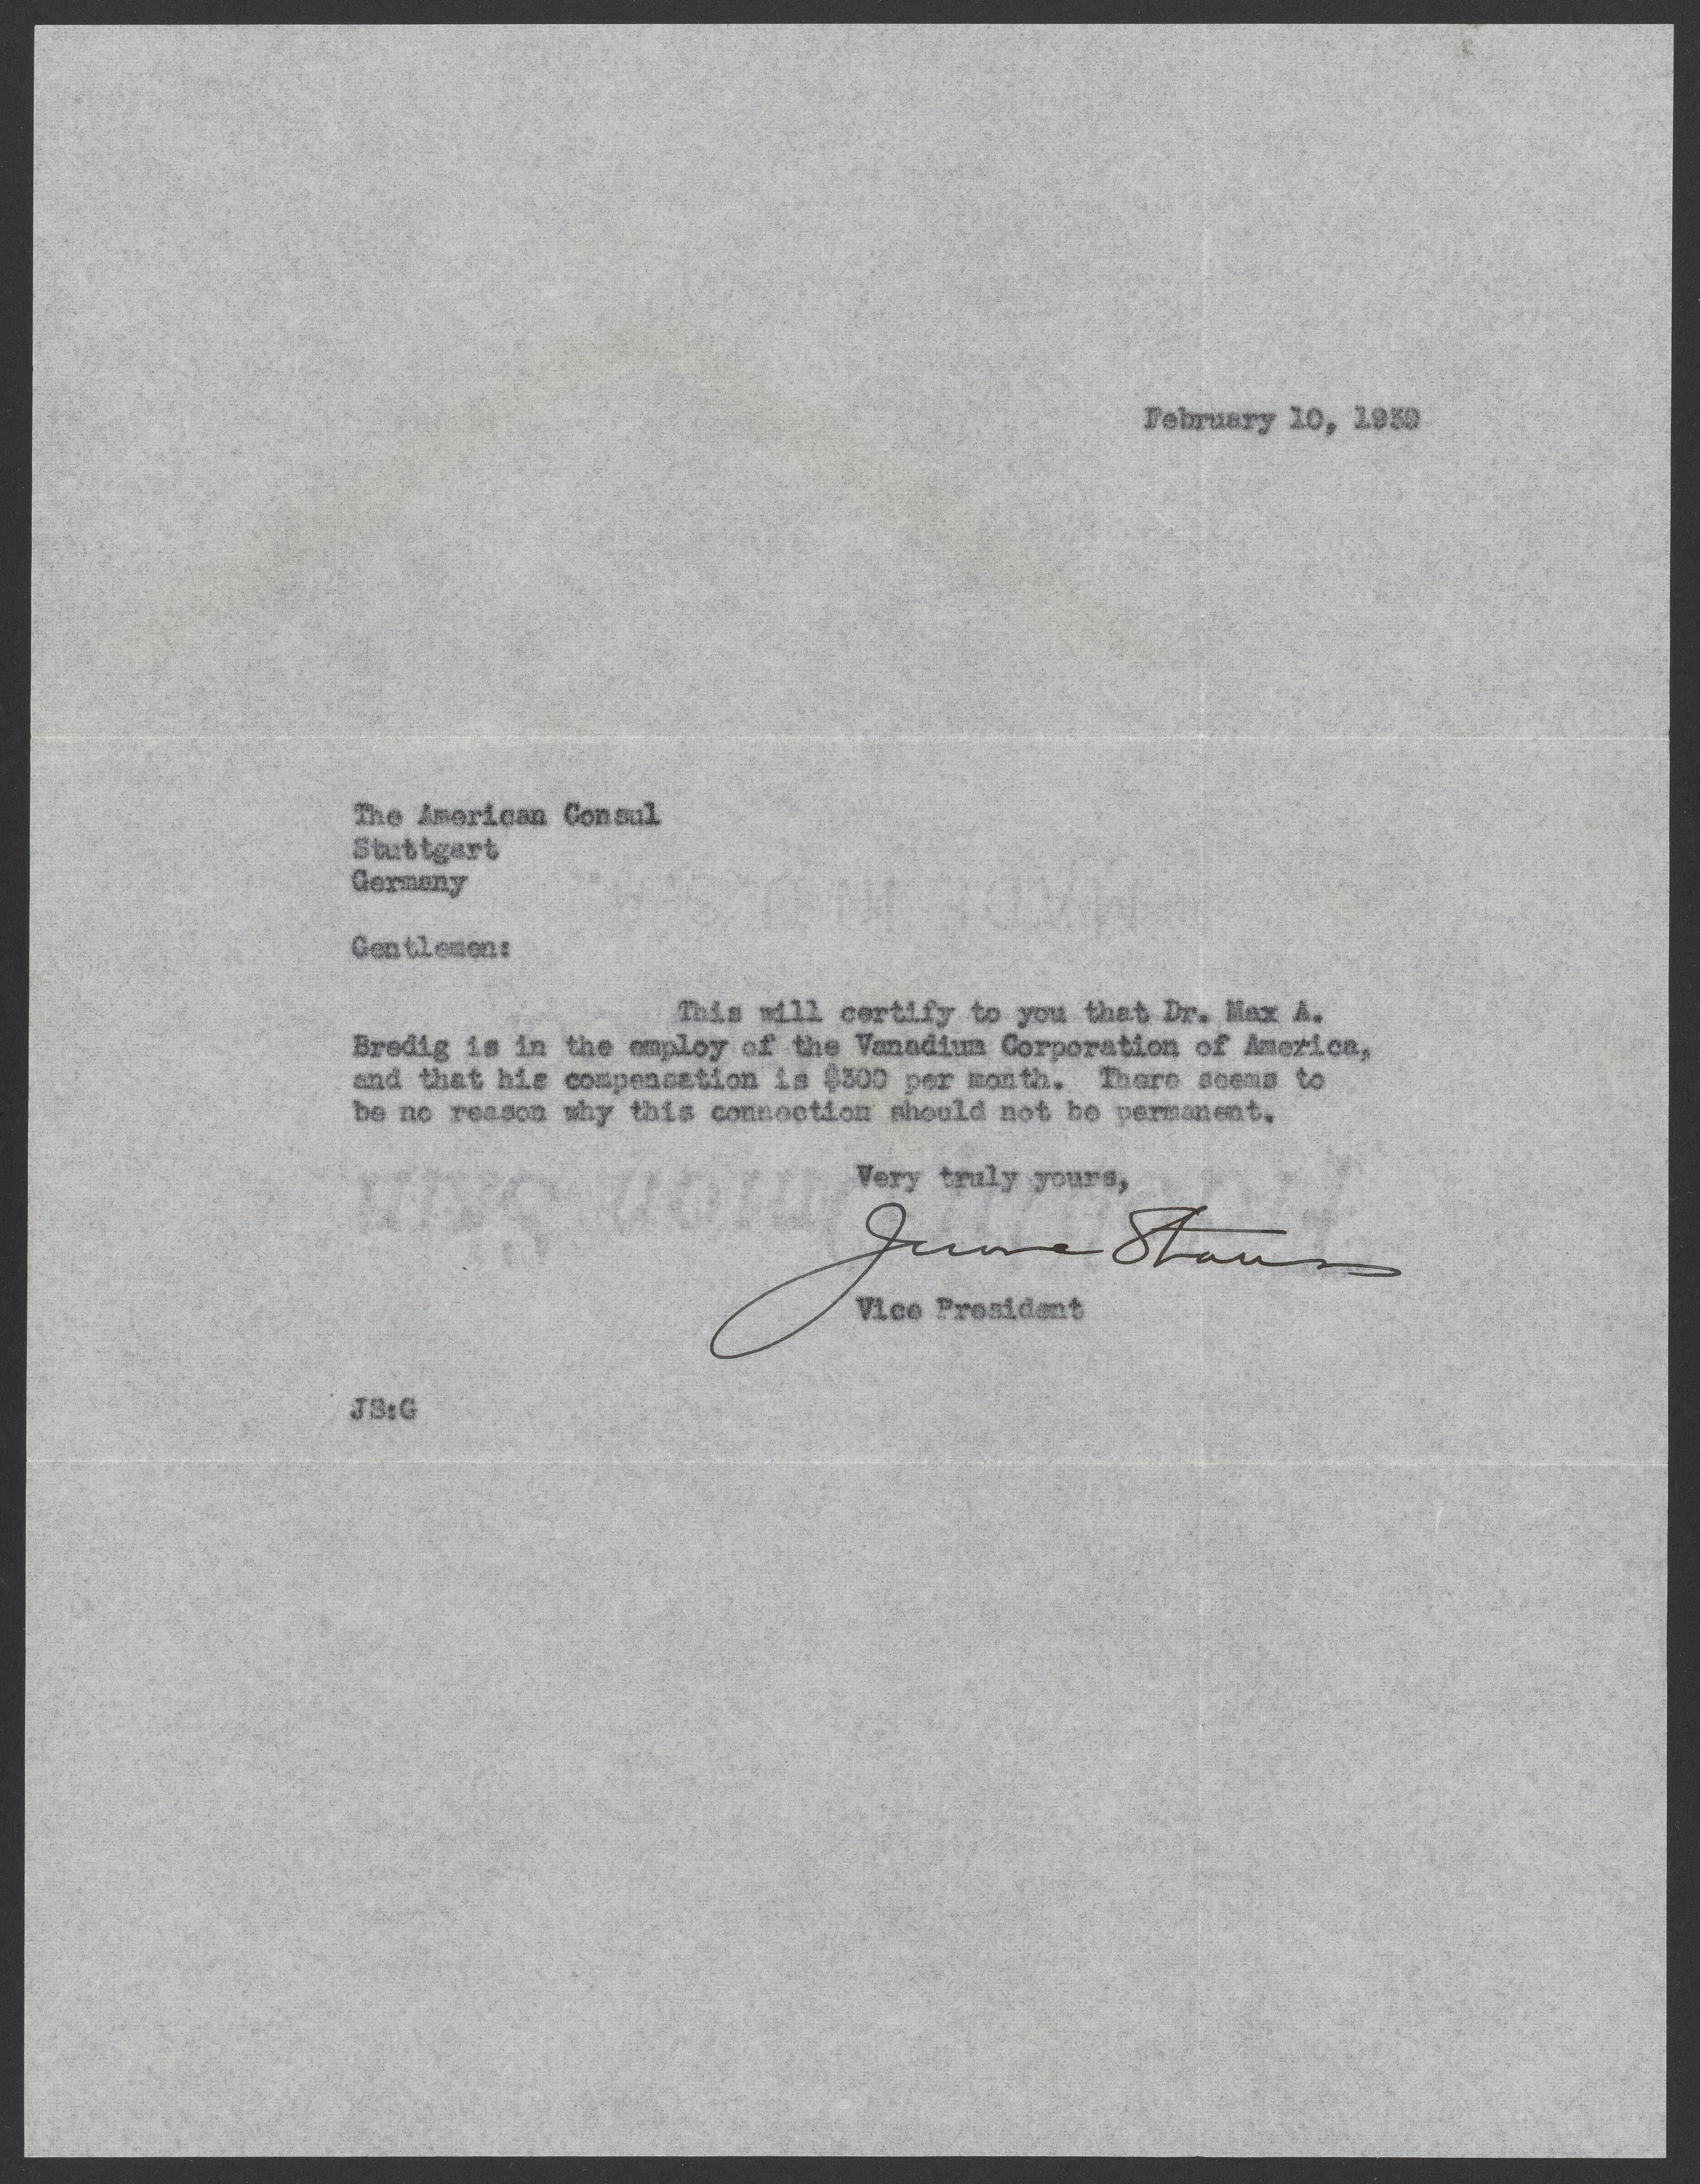 February 10, 1939
The American Consul
Stuttgart
Germany
Gentlemen:
This will certify to you that Dr. Max A.
Bredig is in the employ of the Vanadium Corporation of America,
and that his compensation is $300 per month. There seems to
be no reason why this connection should not be permanent.
Very truly yours,
Jerome Strauss
Vice President
JS:G